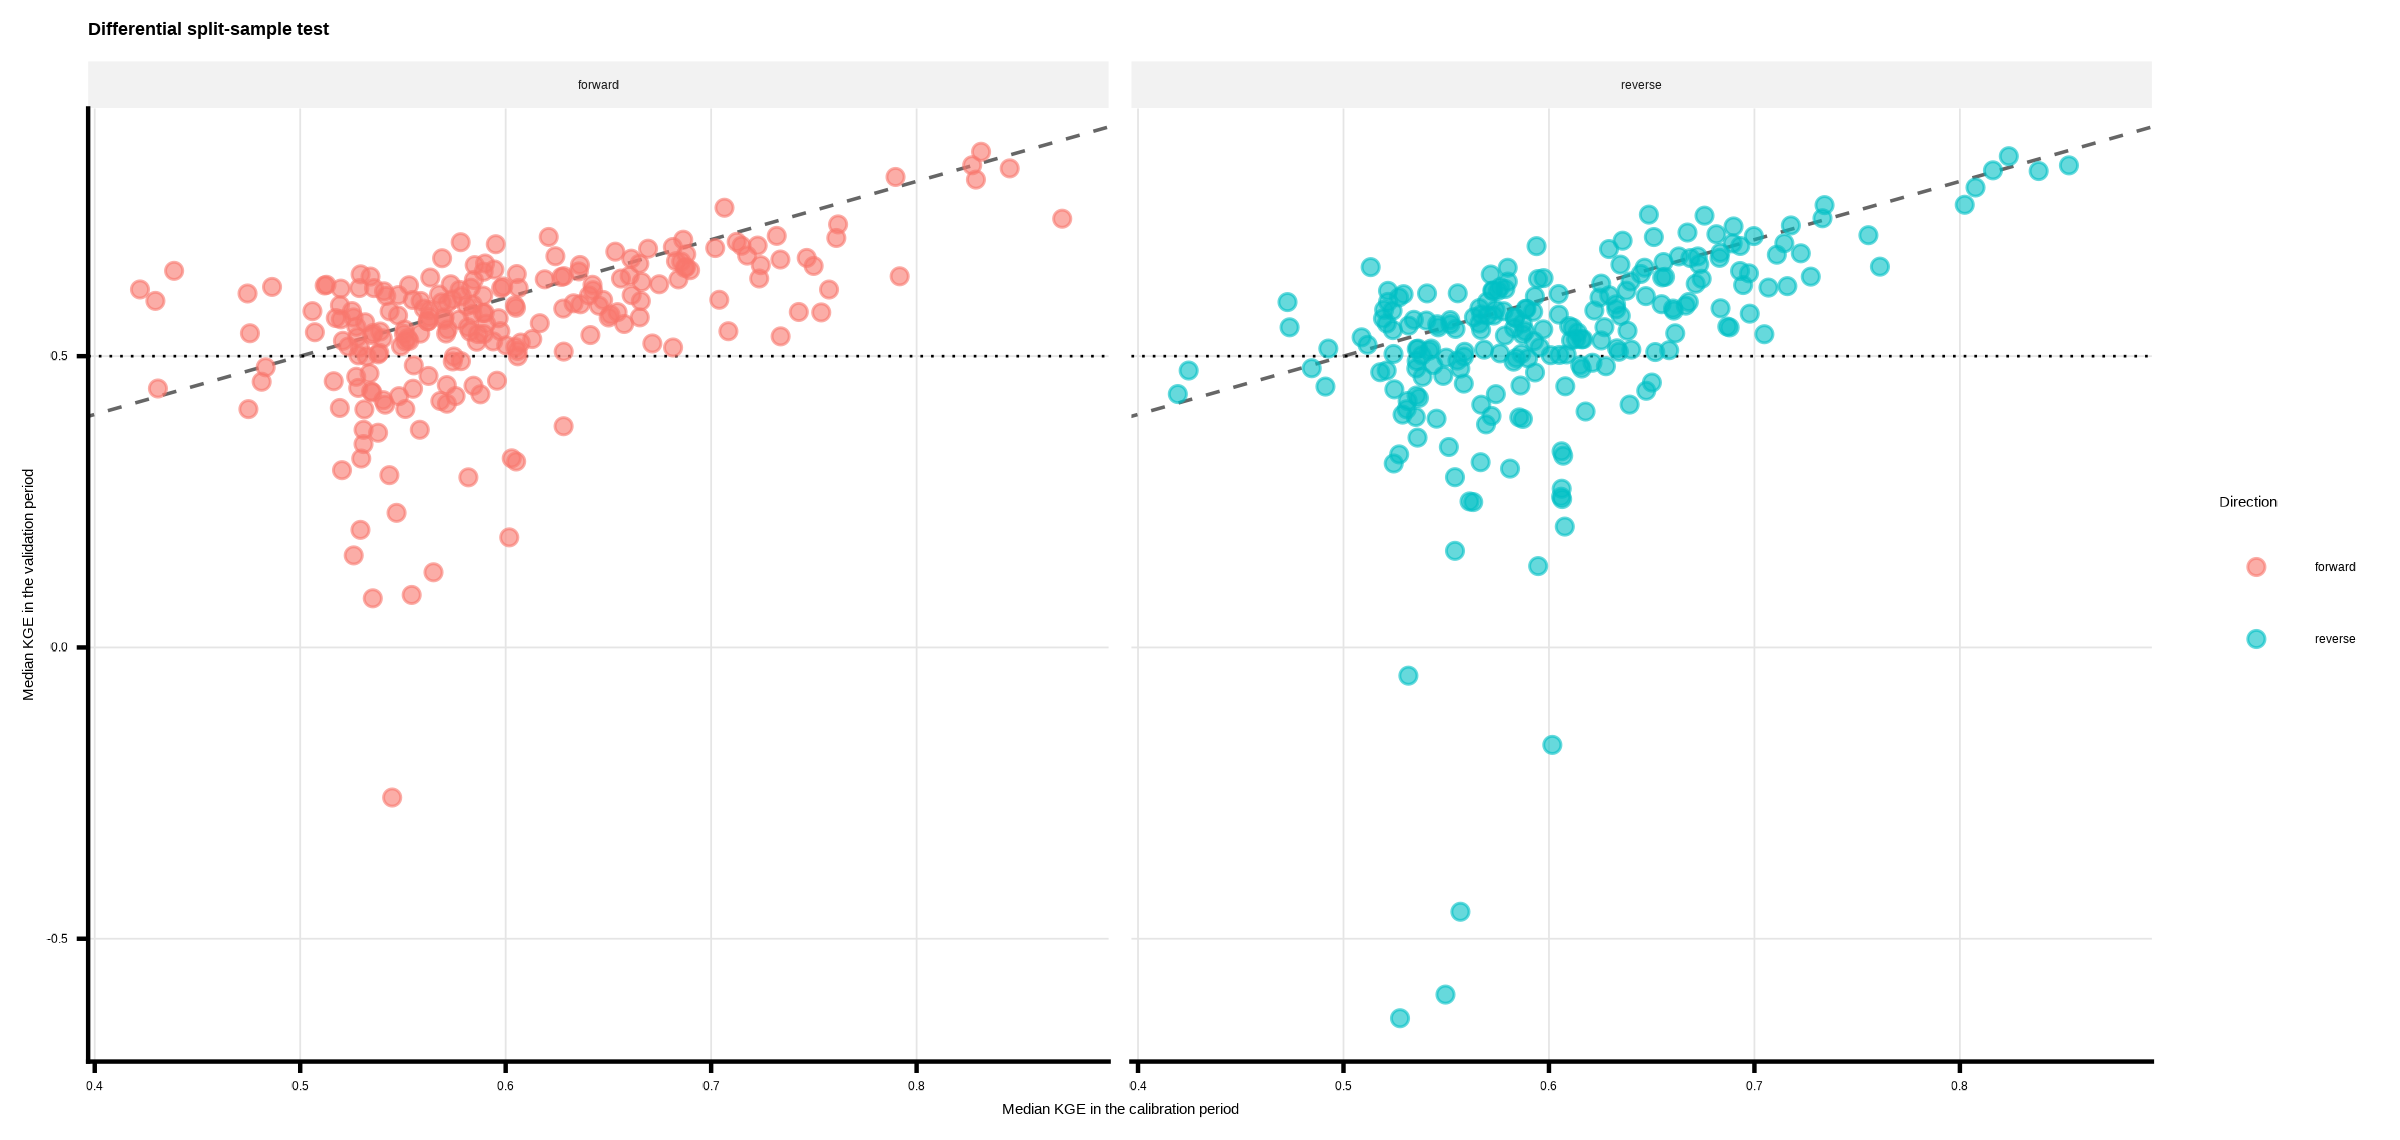 Differential split-sample test
forward
reverse
Median KGE in the validation period
0.5
0.0
-0.5
0.4
0.5
0.6
0.7
0.8
0.4
0.5
0.6
0.7
0.8
Median KGE in the calibration period
Direction
forward
reverse